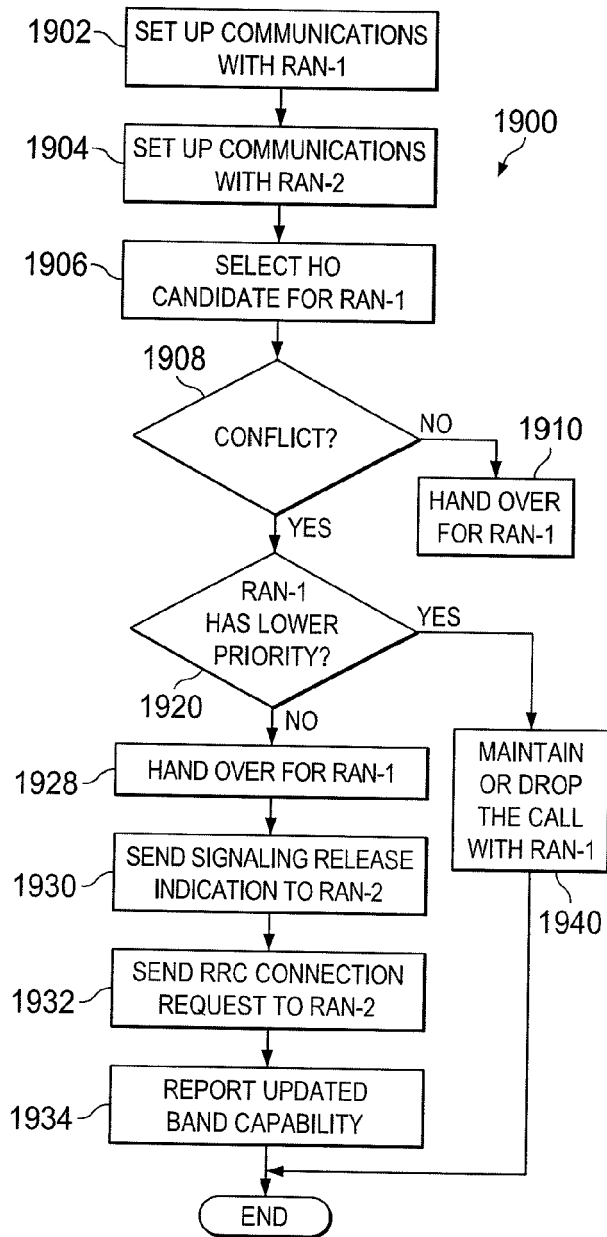 1902
SET UP COMMUNICATIONS
WITH RAN-1
1900
1904
SET UP COMMUNICATIONS
WITH RAN-2
1906
SELECT HO
CANDIDATE FOR RAN-1
1908
CONFLICT?
NO
1910
HAND OVER
FOR RAN-1
YES
RAN-1
HAS LOWER
PRIORITY?
YES
1920
NO
1928
HAND OVER FOR RAN-1
MAINTAIN
OR DROP
THE CALL
WITH RAN-1
1940
1930
SEND SIGNALING RELEASE
INDICATION TO RAN-2
1932
SEND RRC CONNECTION
REQUEST TO RAN-2
1934
REPORT UPDATED
BAND CAPABILITY
END